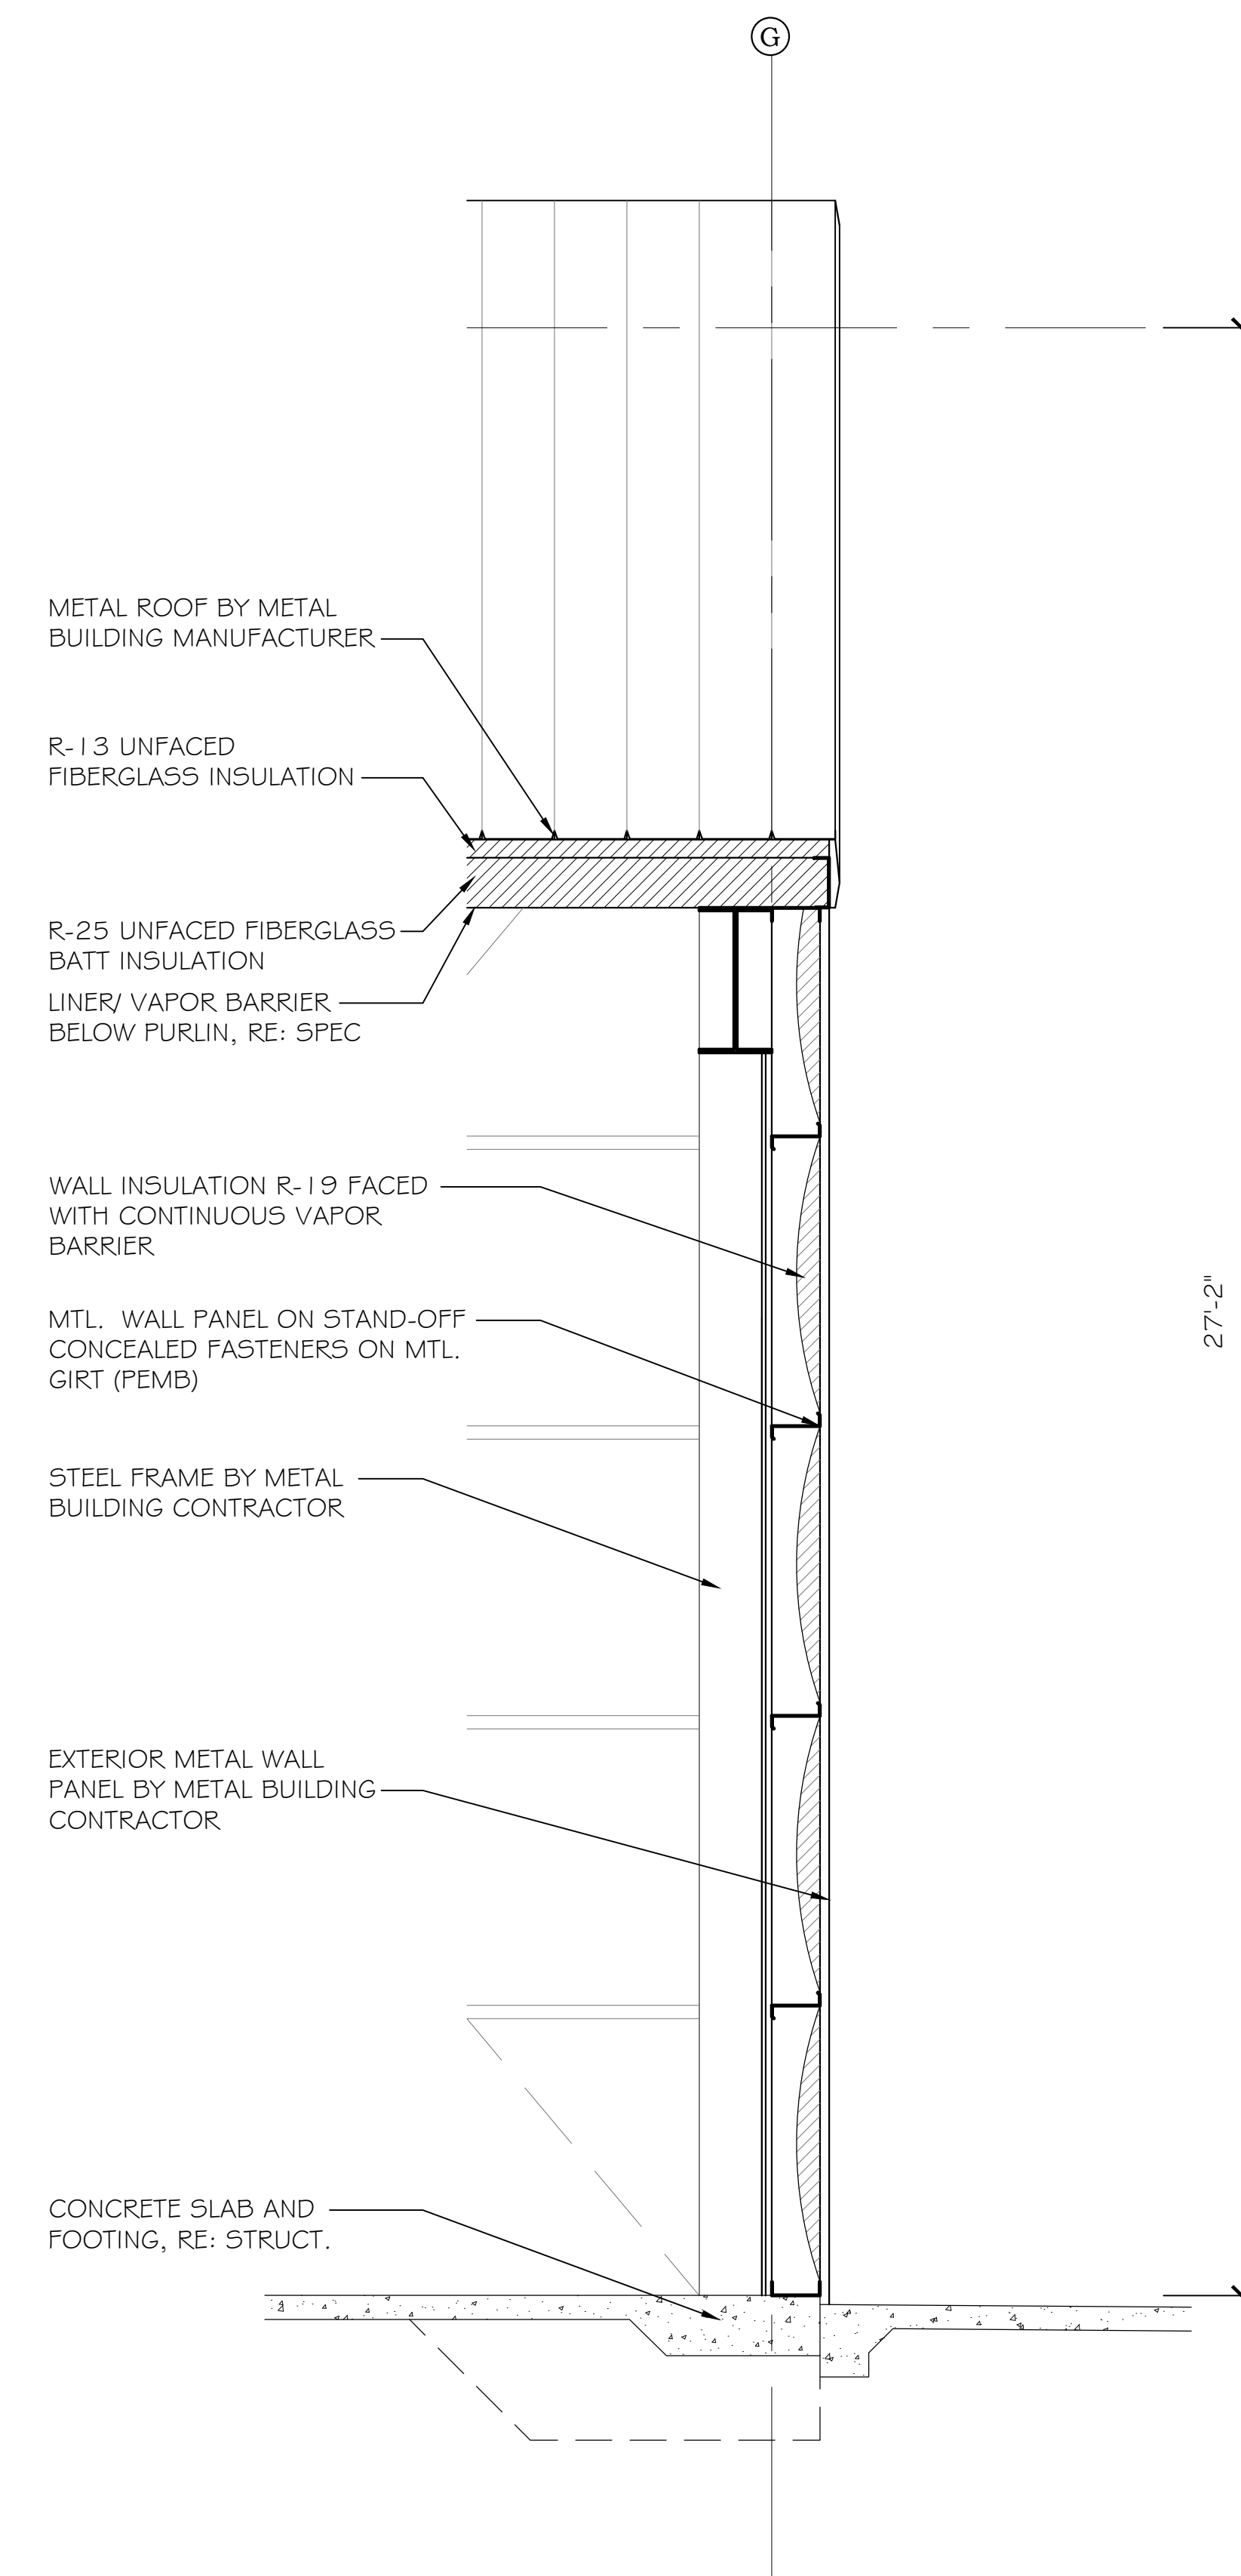 G
METAL ROOF BY METAL
BUILDING MANUFACTURER
R-13 UNFACED
FIBERGLASS INSULATION
R-25 UNFACED FIBERGLASS
BATT INSULATION
LINER/ VAPOR BARRIER
BELOW PURLIN, RE: SPEC
WALL INSULATION R-19 FACED
WITH CONTINUOUS VAPOR
BARRIER
27'-2"
MTL. WALL PANEL ON STAND-OFF
CONCEALED FASTENERS ON MTL.
GIRT (PEMB)
STEEL FRAME BY METAL
BUILDING CONTRACTOR
EXTERIOR METAL WALL
PANEL BY METAL BUILDING
CONTRACTOR
CONCRETE SLAB AND
FOOTING, RE: STRUCT.